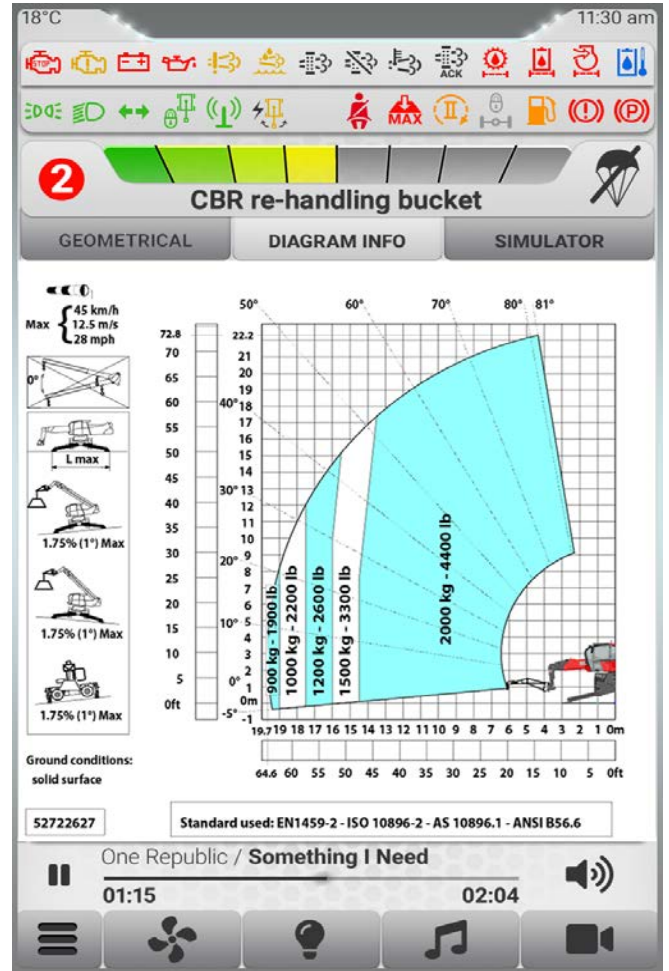 18°C 11:30 am
STOP
ACK
MAX
II
P
2
CBR re-handling bucket
GEOMETRICAL DIAGRAM INFO SIMULATOR
Max { 45 km/h
12.5 m/s
28 mph
0°
L max
1.75% (1°) Max
1.75% (1°) Max
1.75% (1°) Max
Ground conditions:
solid surface
52722627
50° 60° 70° 80° 81°
40°
30°
20°
10°
0°
-5°
72.8
70
65
60
55
50
45
40
35
30
25
20
15
10
5
0ft
22.2
21
20
19
18
17
16
15
14
13
12
11
10
9
8
7
6
5
4
3
2
1
0m
-1
900 kg - 1900 lb
1000 kg - 2200 lb
1200 kg - 2600 lb
1500 kg - 3300 lb
2000 kg - 4400 lb
19.7 19 18 17 16 15 14 13 12 11 10 9 8 7 6 5 4 3 2 1 0m
64.6 60 55 50 45 40 35 30 25 20 15 10 5 0ft
Standard used: EN1459-2 - ISO 10896-2 - AS 10896.1 - ANSI B56.6
One Republic / Something I Need
01:15 02:04